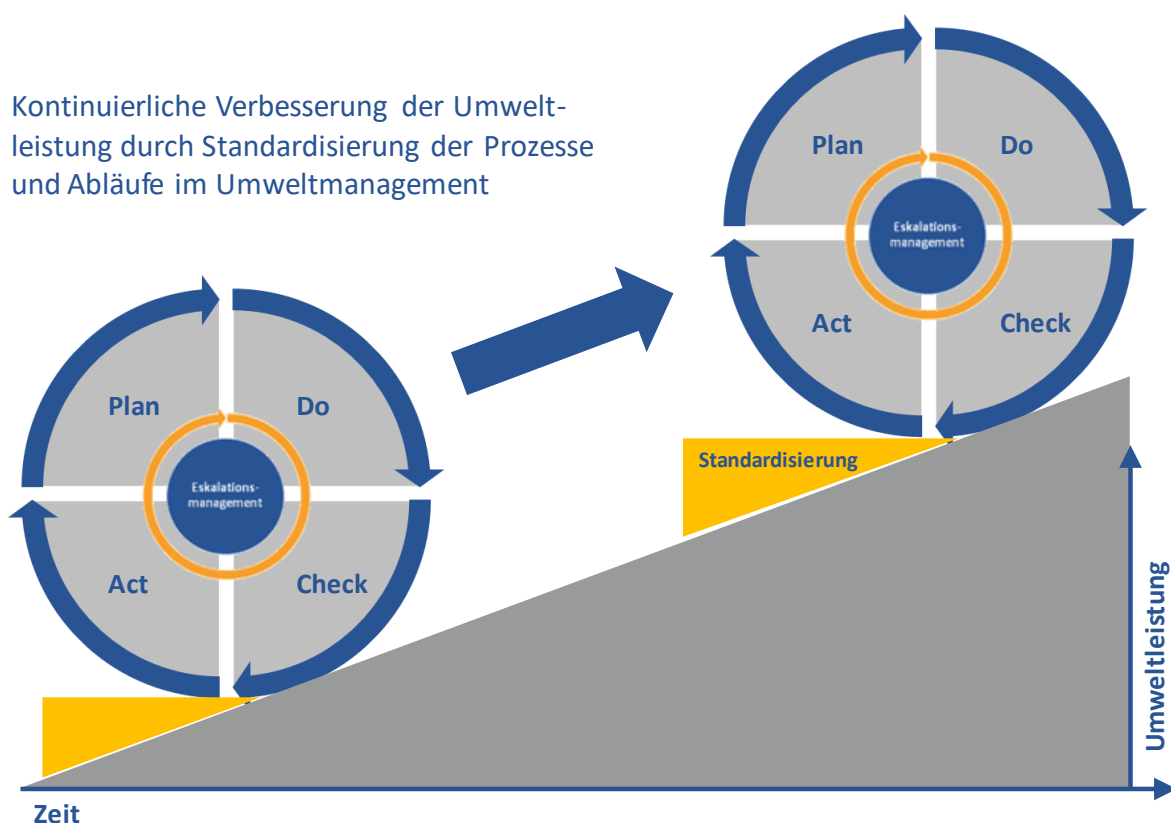 Kontinuierliche Verbesserung der Umwelt-
leistung durch Standardisierung der Prozesse
und Abläufe im Umweltmanagement
Plan
Do
Eskalations-
management
Act
Check
Plan
Do
Eskalations-
management
Act
Check
Standardisierung
Umweltleistung
Zeit